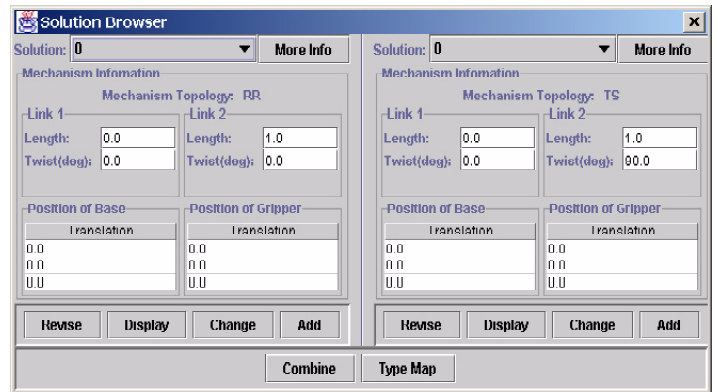 Solution Browser
Solution: 0 More Info
Mechanism Infomation
Mechanism Topology: RR
Link 1 Link 2
Length: 0.0 Length: 1.0
Twist(deg): 0.0 Twist(deg): 0.0
Position of Base Position of Gripper
Translation Translation
0.0 0.0
0.0 0.0
0.0 0.0
Revise Display Change Add
Solution: 0 More Info
Mechanism Infomation
Mechanism Topology: TS
Link 1 Link 2
Length: 0.0 Length: 1.0
Twist(deg): 0.0 Twist(deg): 90.0
Position of Base Position of Gripper
Translation Translation
0.0 0.0
0.0 0.0
0.0 0.0
Revise Display Change Add
Combine Type Map